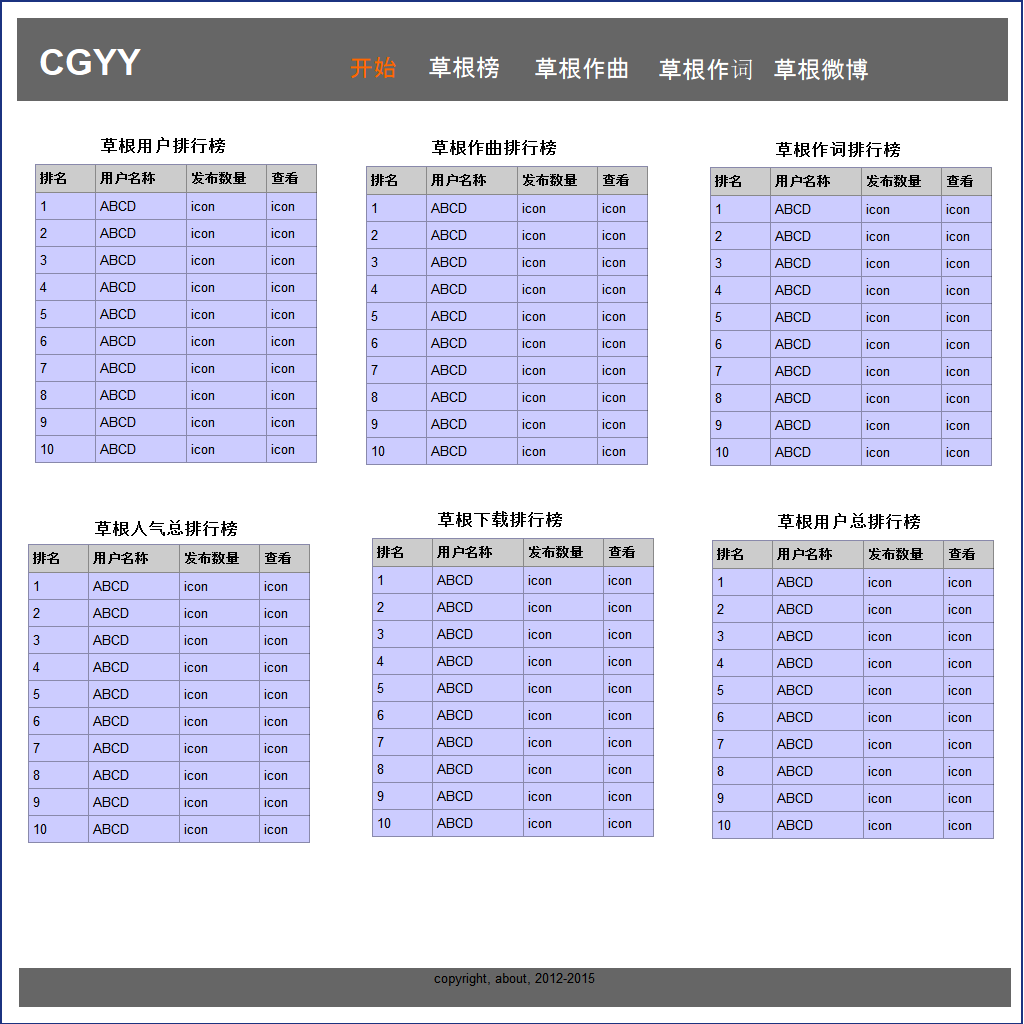 CGYY 开始 草根榜 草根作曲 草根作词 草根微博
草根用户排行榜
排名 用户名称 发布数量 查看
1 ABCD icon icon
2 ABCD icon icon
3 ABCD icon icon
4 ABCD icon icon
5 ABCD icon icon
6 ABCD icon icon
7 ABCD icon icon
8 ABCD icon icon
9 ABCD icon icon
10 ABCD icon icon
草根作曲排行榜
排名 用户名称 发布数量 查看
1 ABCD icon icon
2 ABCD icon icon
3 ABCD icon icon
4 ABCD icon icon
5 ABCD icon icon
6 ABCD icon icon
7 ABCD icon icon
8 ABCD icon icon
9 ABCD icon icon
10 ABCD icon icon
草根作词排行榜
排名 用户名称 发布数量 查看
1 ABCD icon icon
2 ABCD icon icon
3 ABCD icon icon
4 ABCD icon icon
5 ABCD icon icon
6 ABCD icon icon
7 ABCD icon icon
8 ABCD icon icon
9 ABCD icon icon
10 ABCD icon icon
草根人气总排行榜
排名 用户名称 发布数量 查看
1 ABCD icon icon
2 ABCD icon icon
3 ABCD icon icon
4 ABCD icon icon
5 ABCD icon icon
6 ABCD icon icon
7 ABCD icon icon
8 ABCD icon icon
9 ABCD icon icon
10 ABCD icon icon
草根下载排行榜
排名 用户名称 发布数量 查看
1 ABCD icon icon
2 ABCD icon icon
3 ABCD icon icon
4 ABCD icon icon
5 ABCD icon icon
6 ABCD icon icon
7 ABCD icon icon
8 ABCD icon icon
9 ABCD icon icon
10 ABCD icon icon
草根用户总排行榜
排名 用户名称 发布数量 查看
1 ABCD icon icon
2 ABCD icon icon
3 ABCD icon icon
4 ABCD icon icon
5 ABCD icon icon
6 ABCD icon icon
7 ABCD icon icon
8 ABCD icon icon
9 ABCD icon icon
10 ABCD icon icon
copyright, about, 2012-2015